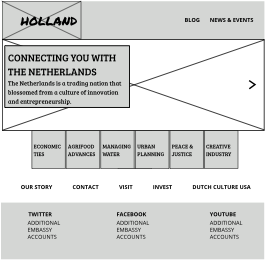 HOLLAND
BLOG NEWS & EVENTS
CONNECTING YOU WITH
THE NETHERLANDS
The Netherlands is a trading nation that
blossomed from a culture of innovation
and entrepreneurship.
ECONOMIC TIES
AGRIFOOD ADVANCES
MANAGING WATER
URBAN PLANNING
PEACE & JUSTICE
CREATIVE INDUSTRY
OUR STORY CONTACT VISIT INVEST DUTCH CULTURE USA
TWITTER
ADDITIONAL
EMBASSY
ACCOUNTS
FACEBOOK
ADDITIONAL
EMBASSY
ACCOUNTS
YOUTUBE
ADDITIONAL
EMBASSY
ACCOUNTS